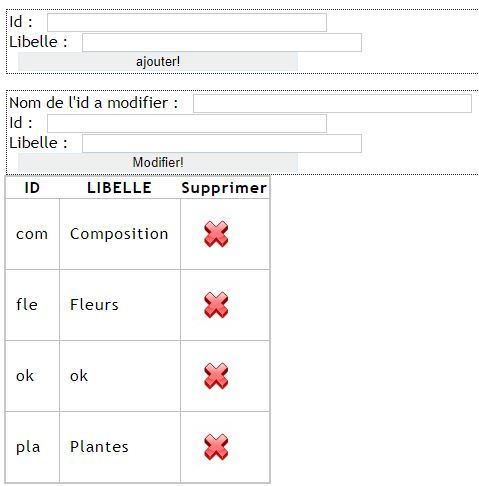 Id :
Libelle :
ajouter!
Nom de l'id a modifier :
Id :
Libelle :
Modifier!
ID LIBELLE Supprimer
com Composition
fle Fleurs
ok ok
pla Plantes